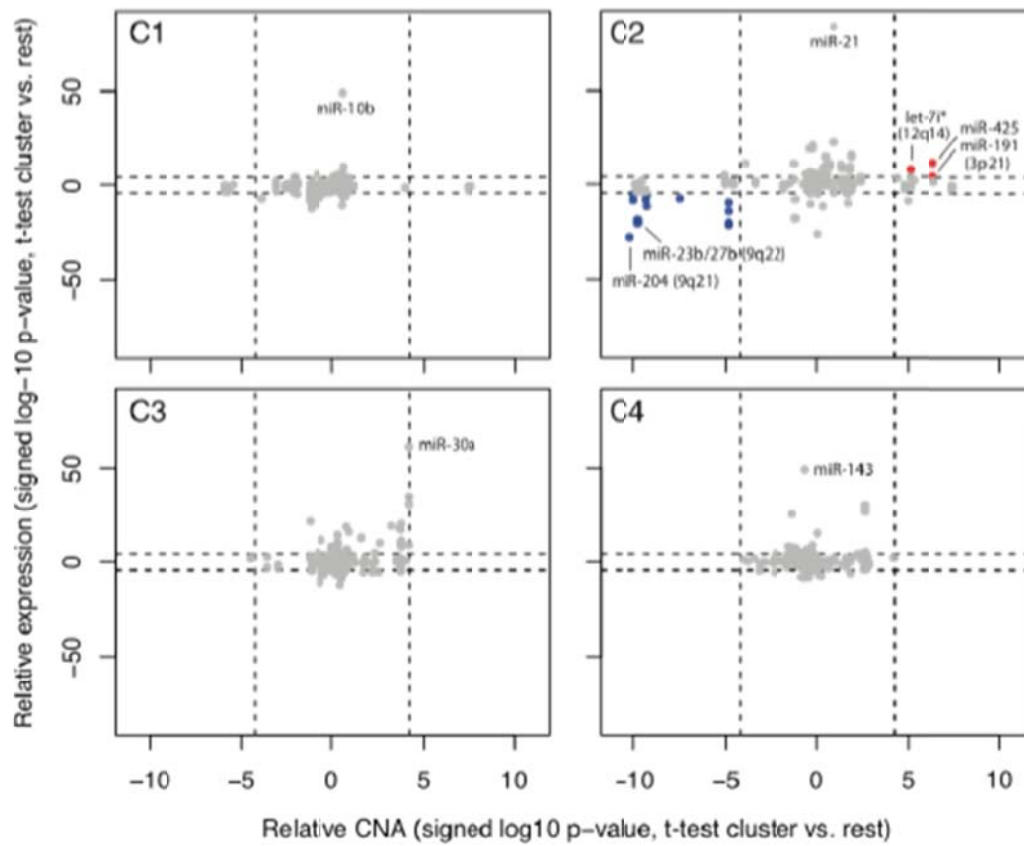 Relative expression (signed log-10 p-value, t-test cluster vs. rest)
C1
50
0
-50
miR-10b
C2
miR-21
let-7i*
(12q14)
miR-425
miR-191
(3p21)
miR-23b/27b (9q22)
miR-204 (9q21)
C3
50
0
-50
miR-30a
C4
miR-143
-10 -5 0 5 10
-10 -5 0 5 10
Relative CNA (signed log10 p-value, t-test cluster vs. rest)